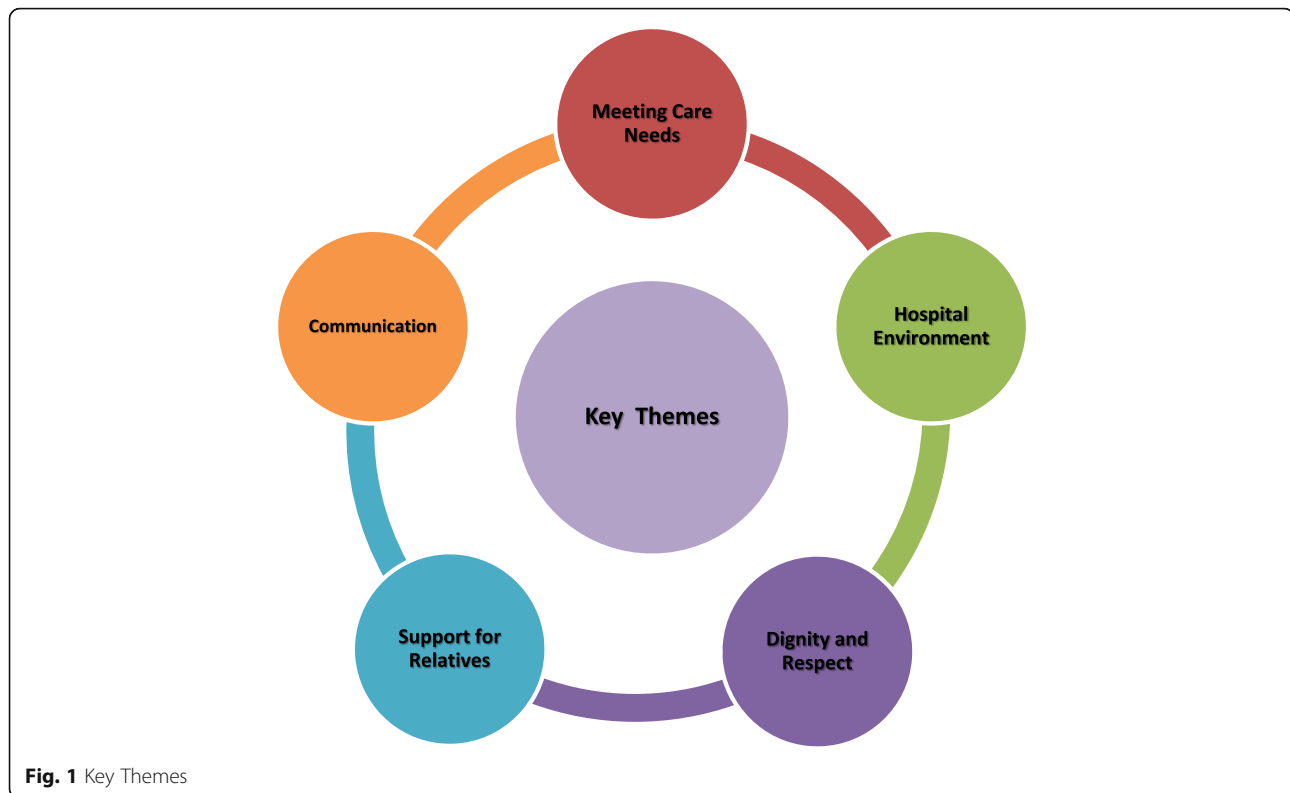 Meeting Care
Needs
Communication
Hospital
Environment
Key Themes
Support for
Relatives
Dignity and
Respect
Fig. 1 Key Themes